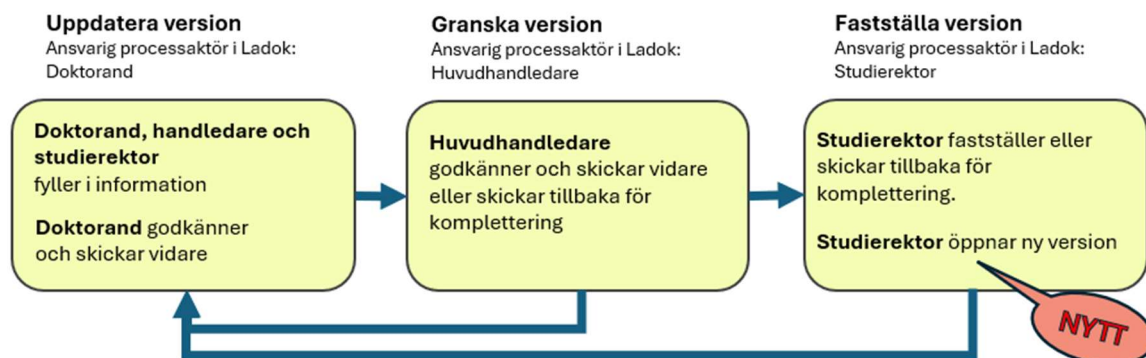 Uppdatera version
Ansvarig processaktör i Ladok:
Doktorand
Doktorand, handledare och
studierektor
fyller i information
Doktorand godkänner
och skickar vidare
Granska version
Ansvarig processaktör i Ladok:
Huvudhandledare
Huvudhandledare
godkänner och skickar vidare
eller skickar tillbaka för
komplettering
Fastställa version
Ansvarig processaktör i Ladok:
Studierektor
Studierektor fastställer eller
skickar tillbaka för
komplettering.
Studierektor öppnar ny version
NYTT